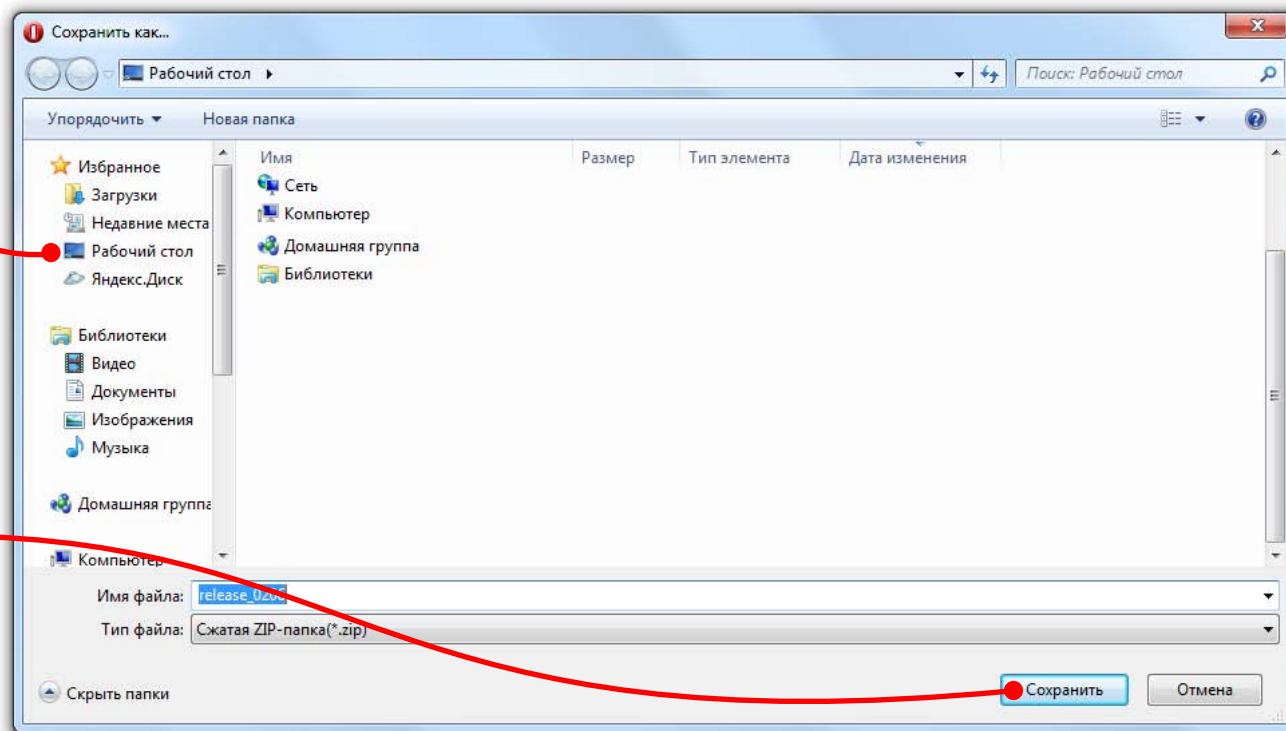 Сохранить как...
Рабочий стол
Поиск: Рабочий стол
Упорядочить Новая папка
Имя Размер Тип элемента Дата изменения
Избранное
Загрузки
Недавние места
Рабочий стол
Яндекс.Диск
Библиотеки
Видео
Документы
Изображения
Музыка
Домашняя группа
Компьютер
Сеть
Компьютер
Домашняя группа
Библиотеки
Имя файла:
Тип файла: Сжатая ZIP-папка(*.zip)
Скрыть папки
Сохранить Отмена